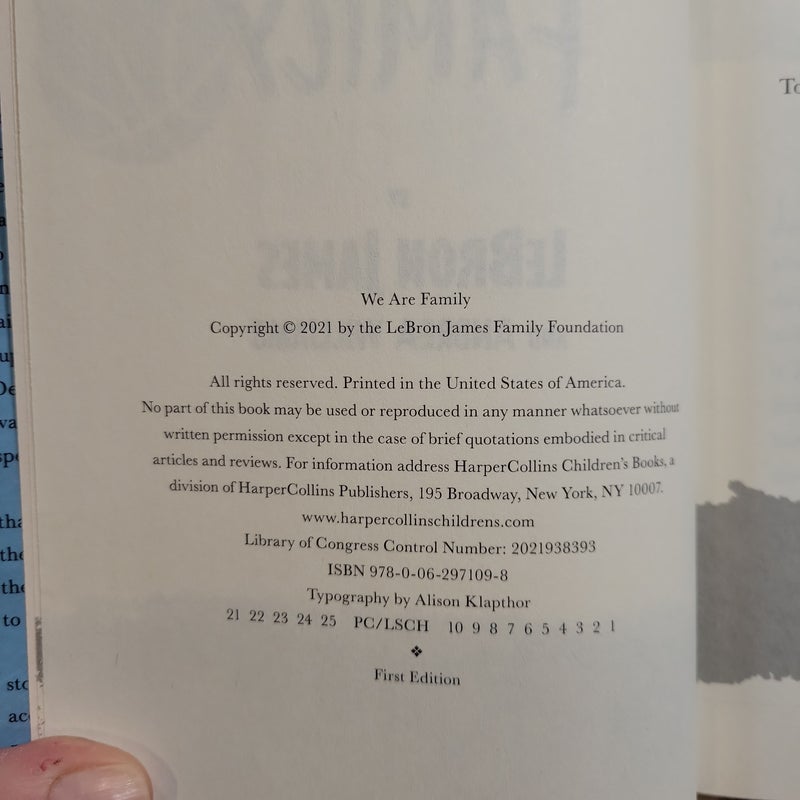 To
We Are Family
Copyright © 2021 by the LeBron James Family Foundation
All rights reserved. Printed in the United States of America.
No part of this book may be used or reproduced in any manner whatsoever without
written permission except in the case of brief quotations embodied in critical
articles and reviews. For information address HarperCollins Children's Books, a
division of HarperCollins Publishers, 195 Broadway, New York, NY 10007.
www.harpercollinschildrens.com
Library of Congress Control Number: 2021938393
ISBN 978-0-06-297109-8
Typography by Alison Klapthor
21 22 23 24 25 PC/LSCH 10 9 8 7 6 5 4 3 2 1
❖
First Edition
FAMILY
LEBRON JAMES